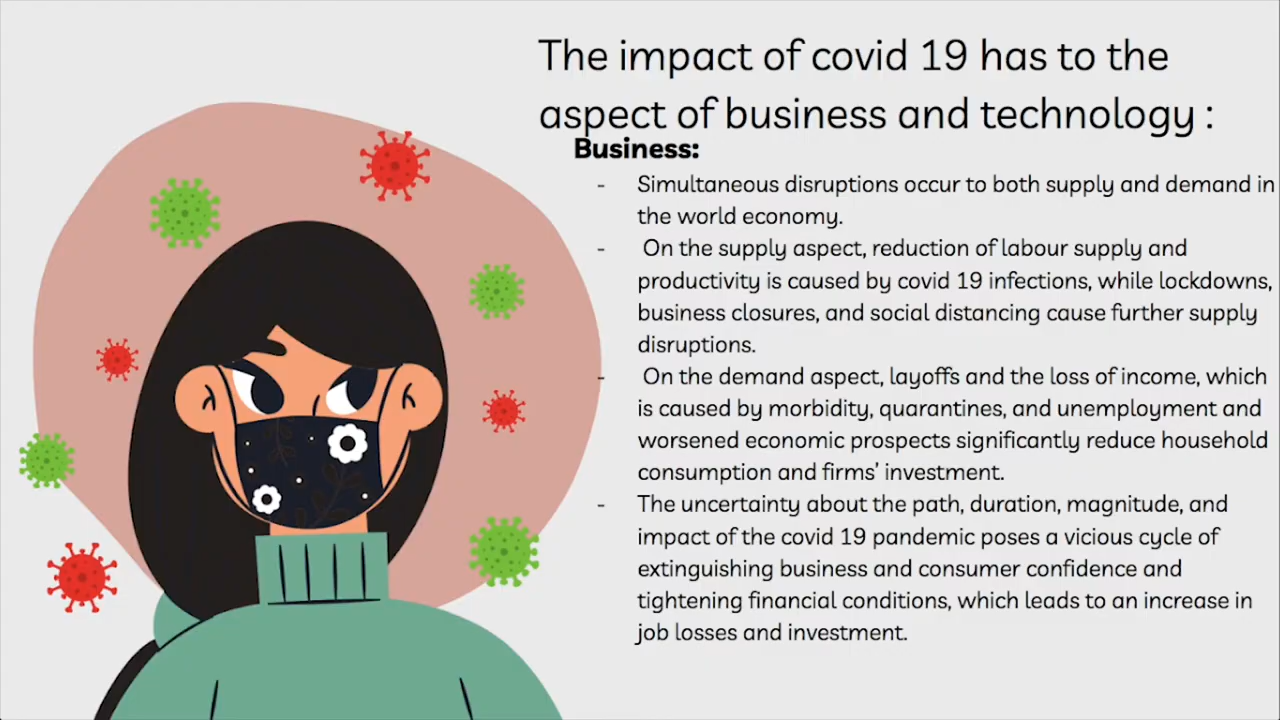 The impact of covid 19 has to the
aspect of business and technology :
Business:
- Simultaneous disruptions occur to both supply and demand in
the world economy.
- On the supply aspect, reduction of labour supply and
productivity is caused by covid 19 infections, while lockdowns,
business closures, and social distancing cause further supply
disruptions.
- On the demand aspect, layoffs and the loss of income, which
is caused by morbidity, quarantines, and unemployment and
worsened economic prospects significantly reduce household
consumption and firms’ investment.
- The uncertainty about the path, duration, magnitude, and
impact of the covid 19 pandemic poses a vicious cycle of
extinguishing business and consumer confidence and
tightening financial conditions, which leads to an increase in
job losses and investment.